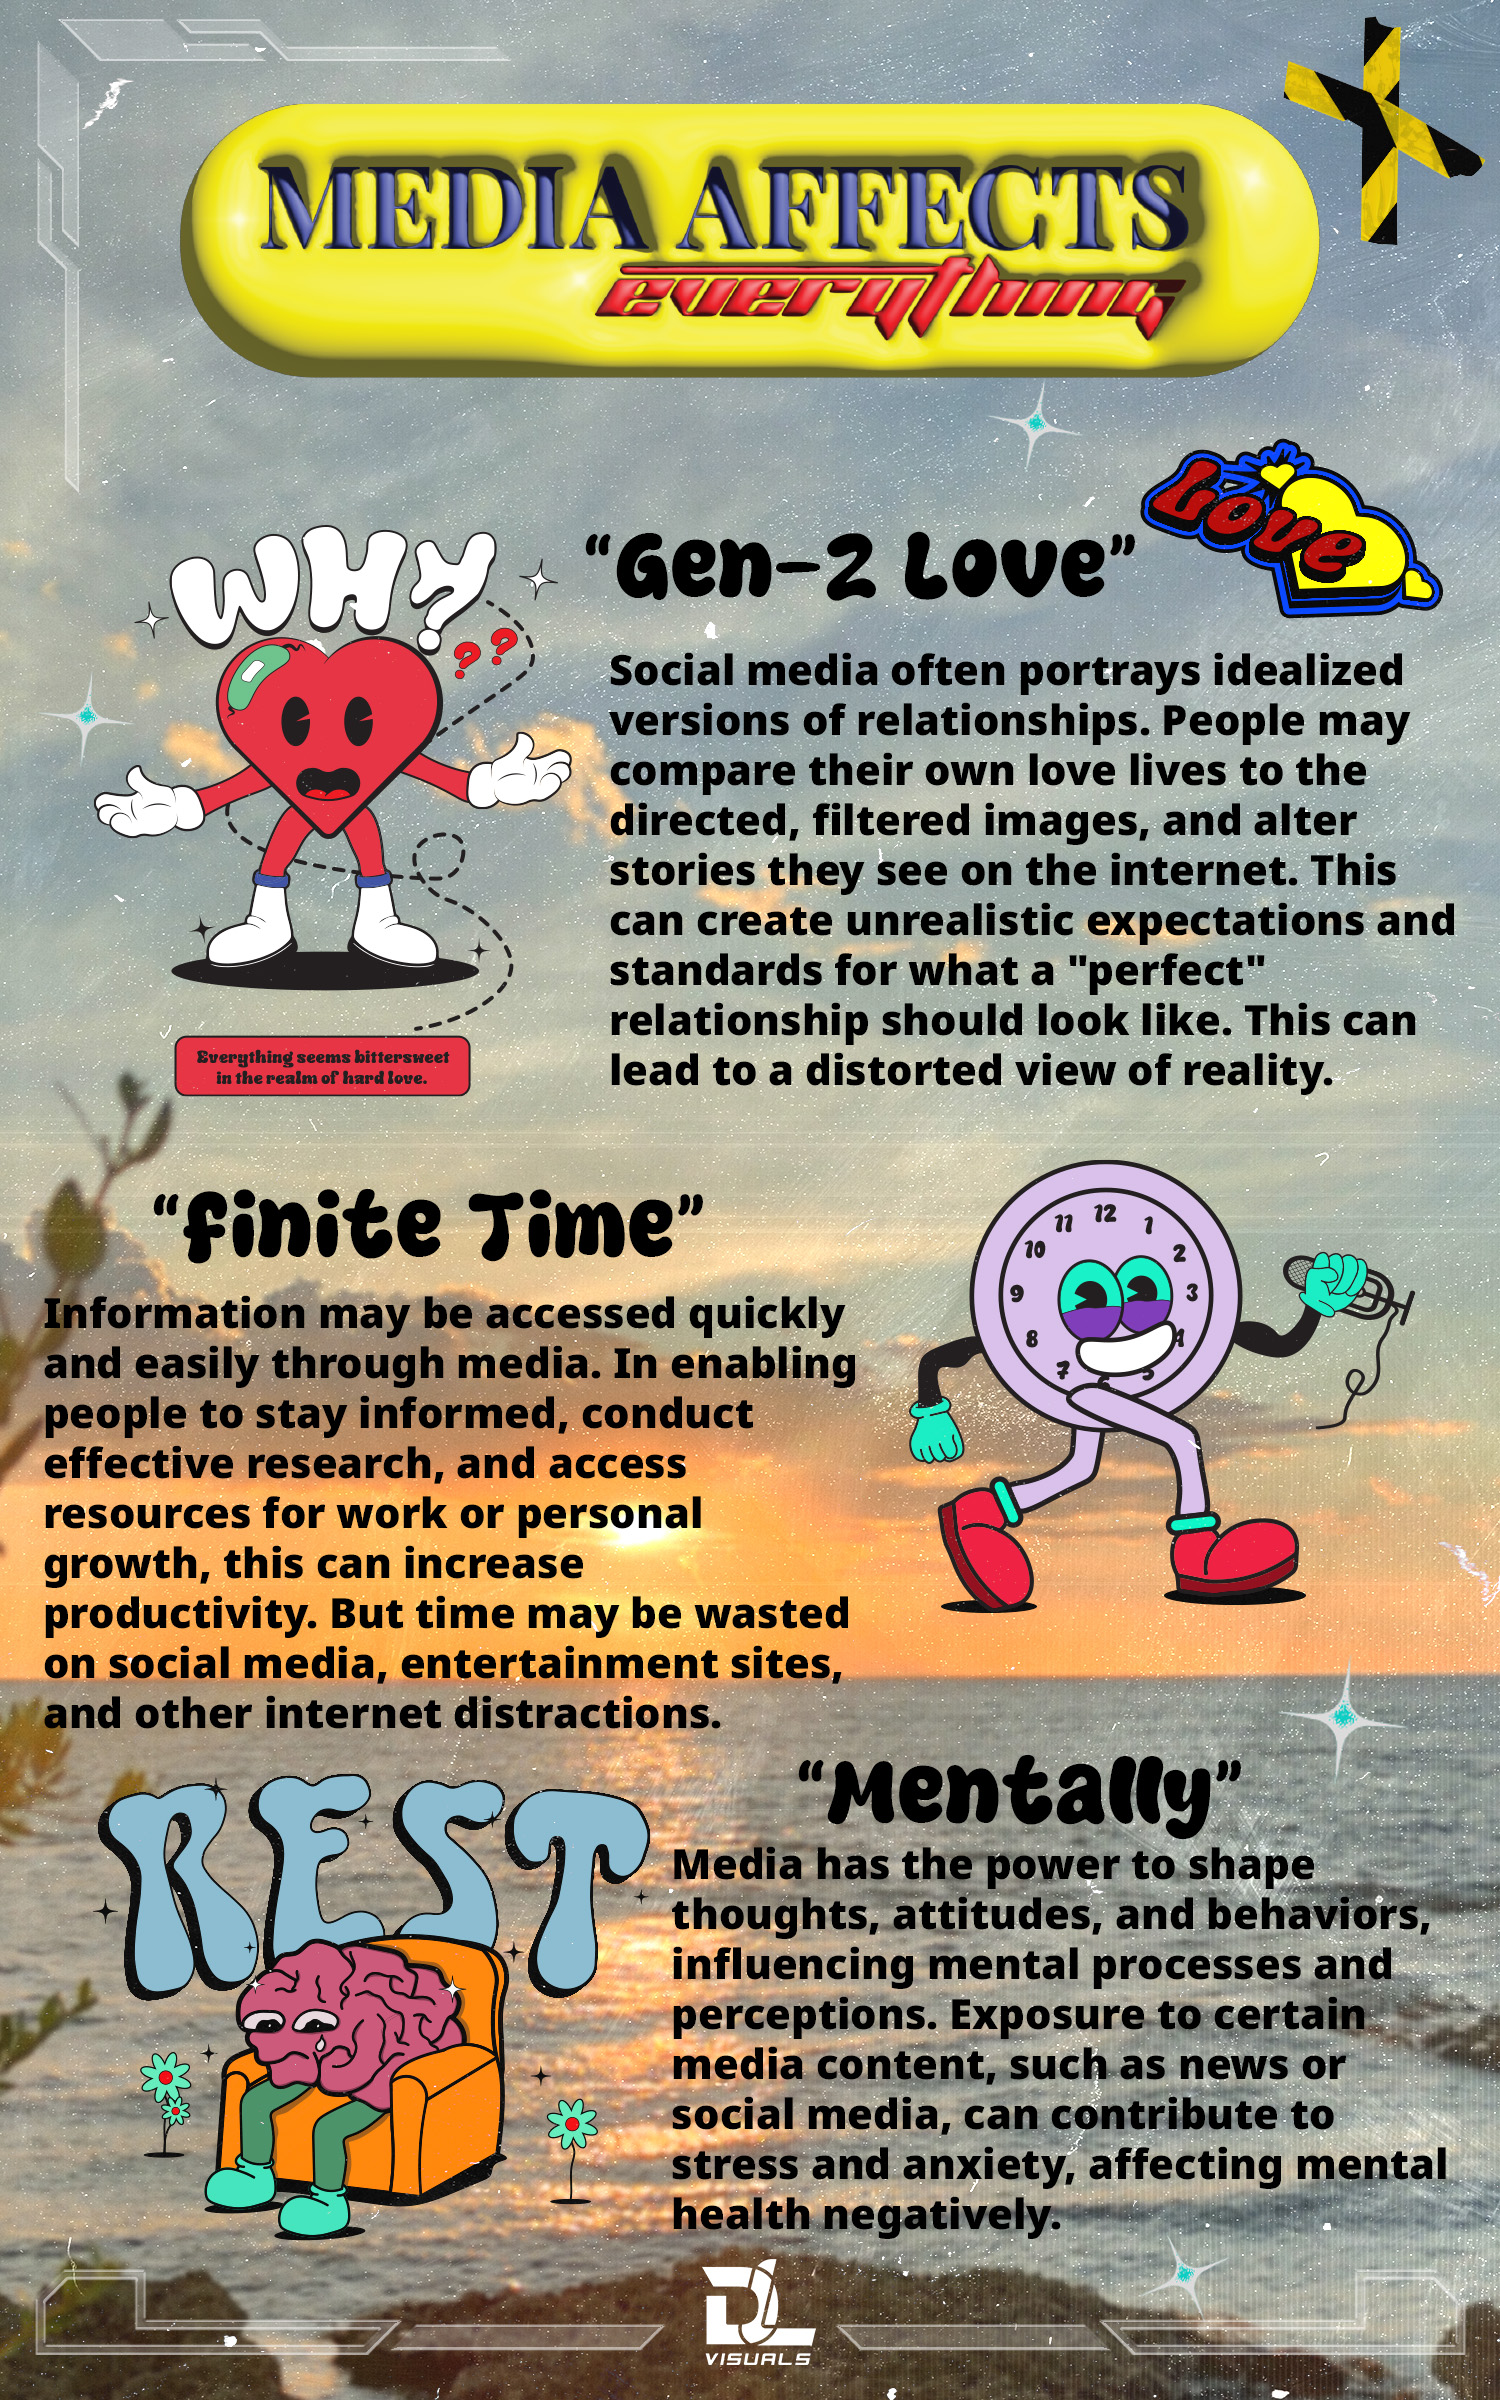 MEDIA AFFECTS
everything
"Gen-Z Love"
Love
WHY?
? ?
Social media often portrays idealized
versions of relationships. People may
compare their own love lives to the
directed, filtered images, and alter
stories they see on the internet. This
can create unrealistic expectations and
standards for what a "perfect"
relationship should look like. This can
lead to a distorted view of reality.
Everything seems bittersweet
in the realm of hard love.
"finite Time"
Information may be accessed quickly
and easily through media. In enabling
people to stay informed, conduct
effective research, and access
resources for work or personal
growth, this can increase
productivity. But time may be wasted
on social media, entertainment sites,
and other internet distractions.
12
1
2
3
4
5
6
7
8
9
10
11
REST
"Mentally"
Media has the power to shape
thoughts, attitudes, and behaviors,
influencing mental processes and
perceptions. Exposure to certain
media content, such as news or
social media, can contribute to
stress and anxiety, affecting mental
health negatively.
DL
VISUALS